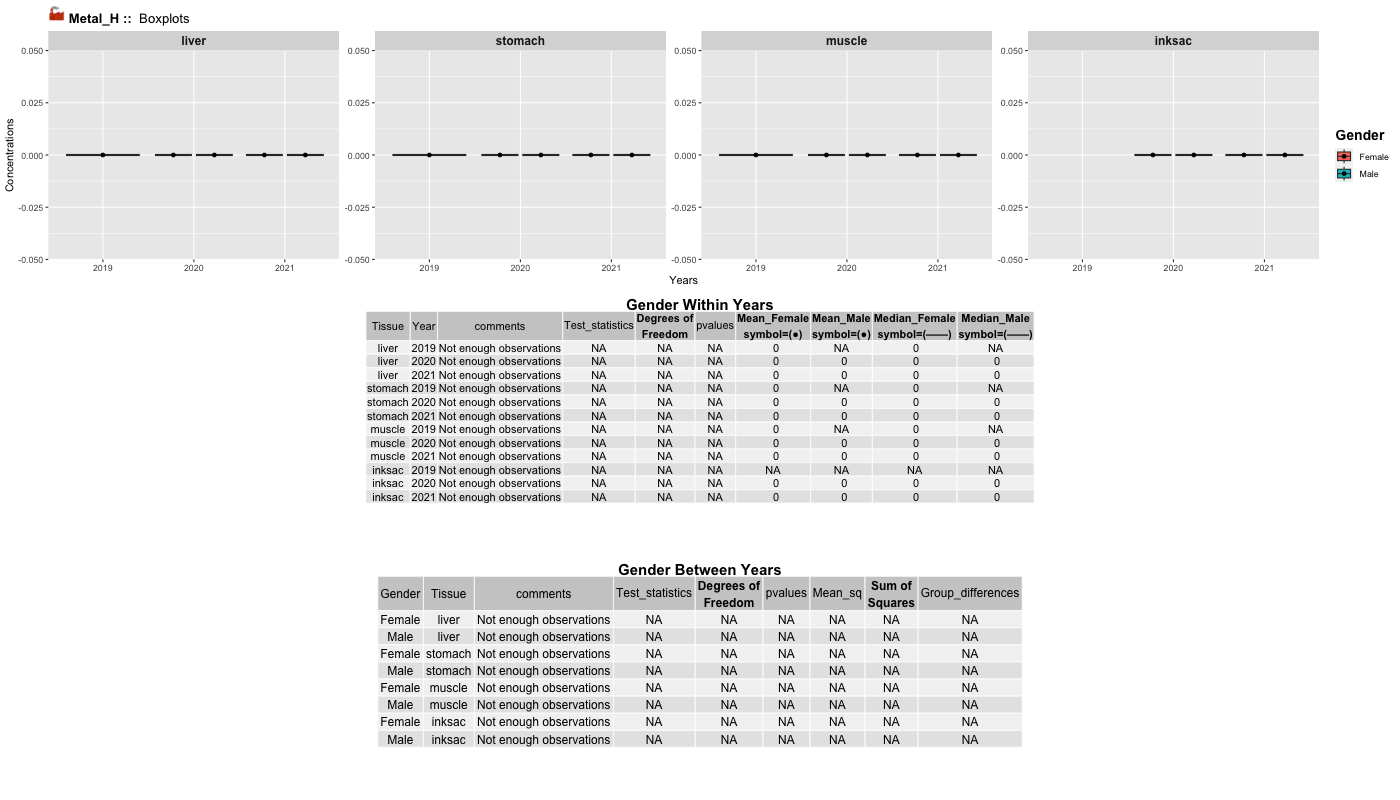 Metal_H :: Boxplots
liver stomach muscle inksac
0.050 0.050 0.050 0.050
0.025 0.025 0.025 0.025
0.000 0.000 0.000 0.000
-0.025 -0.025 -0.025 -0.025
-0.050 -0.050 -0.050 -0.050
Concentrations
2019 2020 2021 2019 2020 2021 2019 2020 2021 2019 2020 2021
Years
Gender
Female
Male
Gender Within Years
Tissue Year comments Test_statistics Degrees of Freedom pvalues Mean_Female symbol=(●) Mean_Male symbol=(●) Median_Female symbol=(——) Median_Male symbol=(——)
liver 2019 Not enough observations NA NA NA 0 NA 0 NA
liver 2020 Not enough observations NA NA NA 0 0 0 0
liver 2021 Not enough observations NA NA NA 0 0 0 0
stomach 2019 Not enough observations NA NA NA 0 NA 0 NA
stomach 2020 Not enough observations NA NA NA 0 0 0 0
stomach 2021 Not enough observations NA NA NA 0 0 0 0
muscle 2019 Not enough observations NA NA NA 0 NA 0 NA
muscle 2020 Not enough observations NA NA NA 0 0 0 0
muscle 2021 Not enough observations NA NA NA 0 0 0 0
inksac 2019 Not enough observations NA NA NA NA NA NA NA
inksac 2020 Not enough observations NA NA NA 0 0 0 0
inksac 2021 Not enough observations NA NA NA 0 0 0 0
Gender Between Years
Gender Tissue comments Test_statistics Degrees of Freedom pvalues Mean_sq Sum of Squares Group_differences
Female liver Not enough observations NA NA NA NA NA NA
Male liver Not enough observations NA NA NA NA NA NA
Female stomach Not enough observations NA NA NA NA NA NA
Male stomach Not enough observations NA NA NA NA NA NA
Female muscle Not enough observations NA NA NA NA NA NA
Male muscle Not enough observations NA NA NA NA NA NA
Female inksac Not enough observations NA NA NA NA NA NA
Male inksac Not enough observations NA NA NA NA NA NA